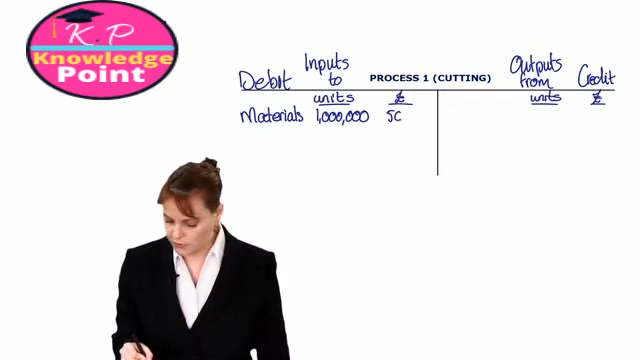 K.P
Knowledge
Point
Debit Inputs to PROCESS 1 (CUTTING) Outputs from Credit
units £ units £
Materials 1,000,000 50